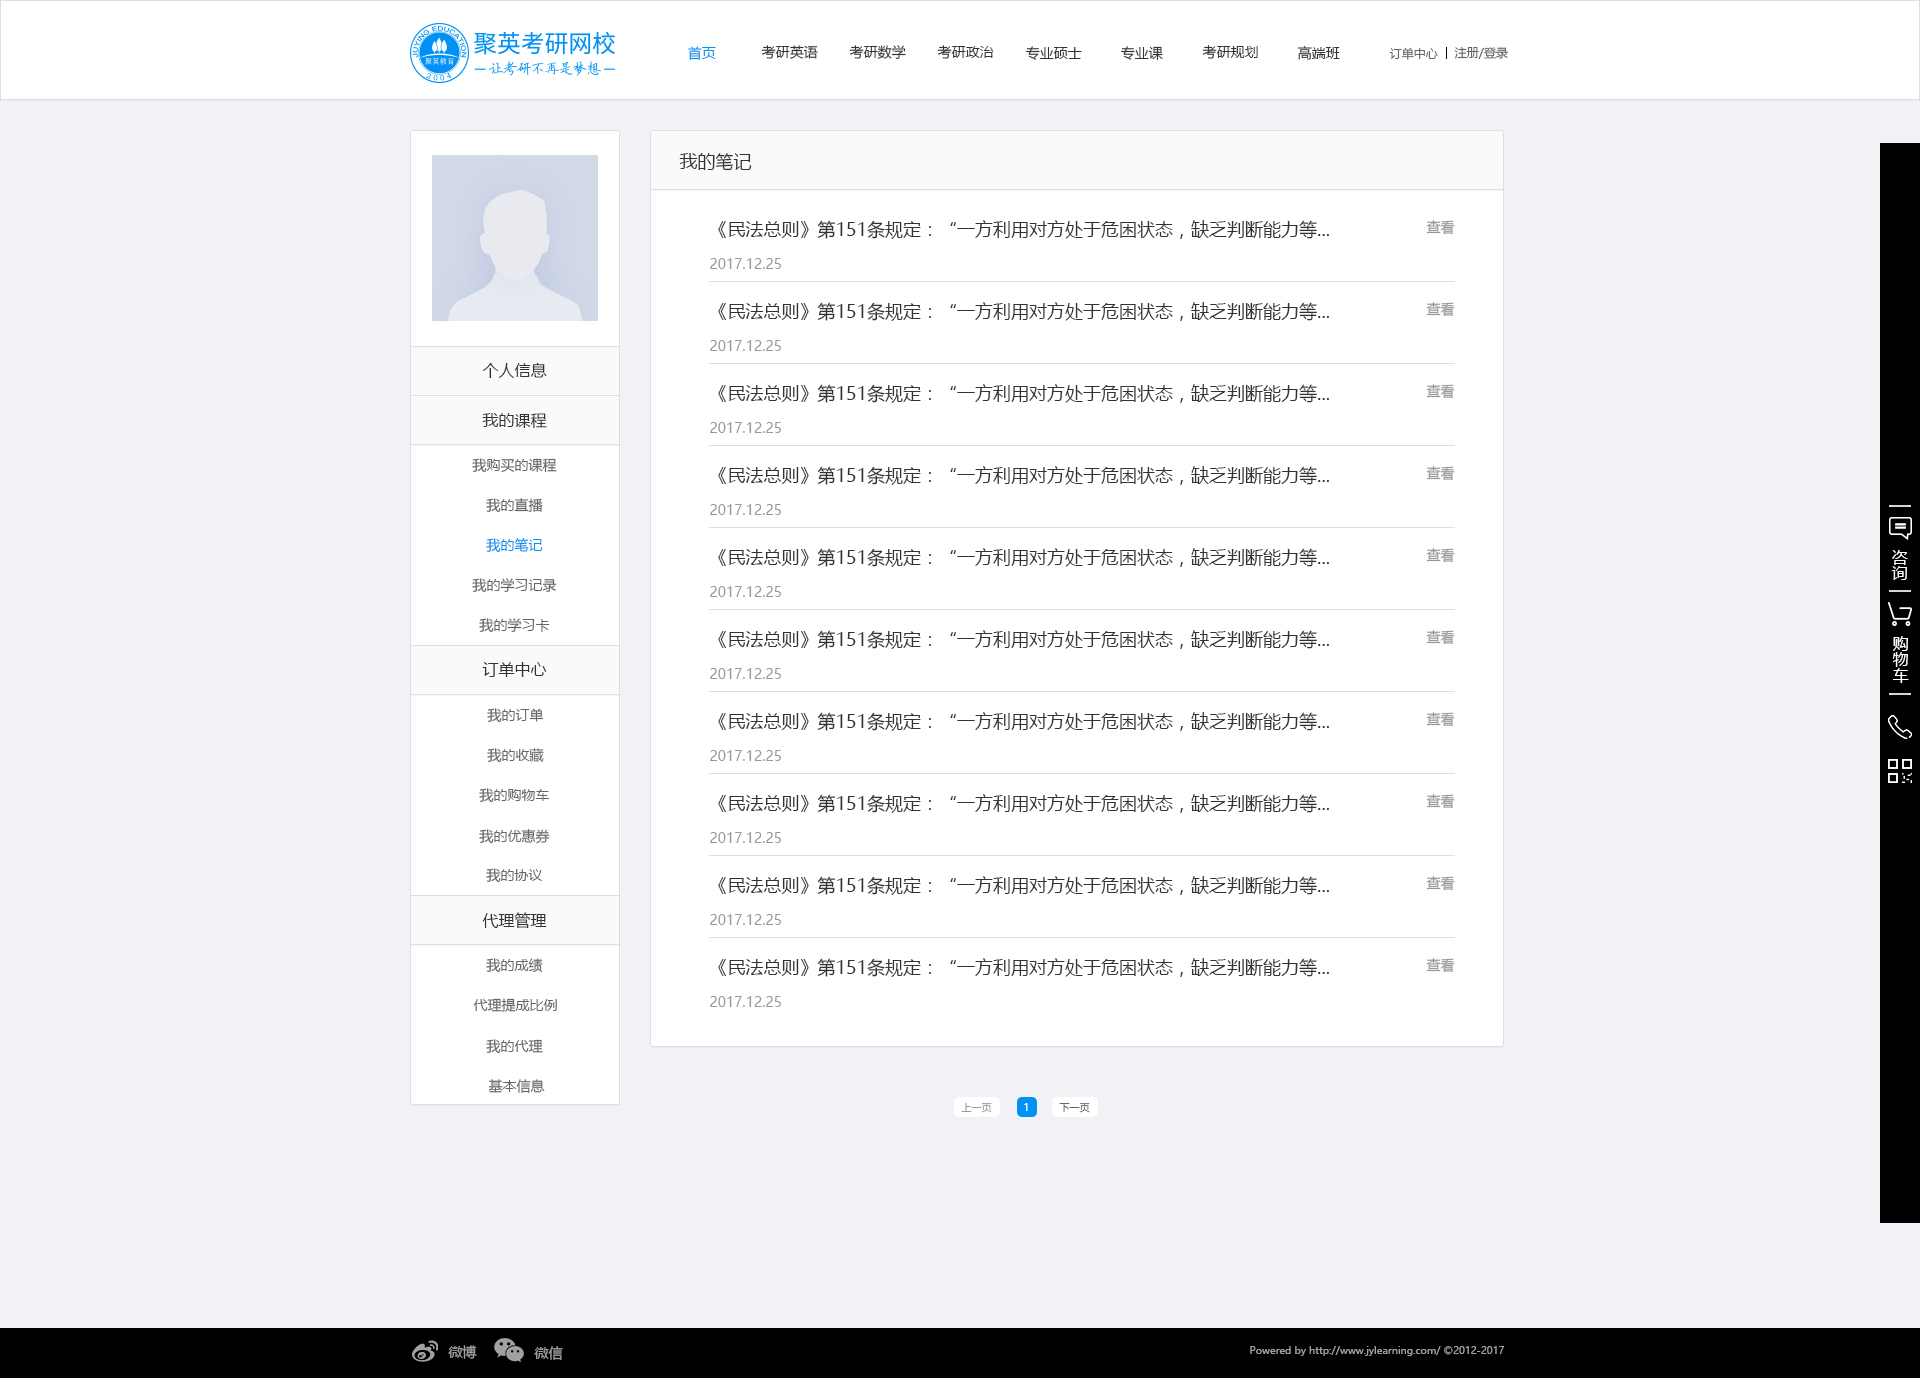 JUYING EDUCATION
聚英教育
2004
聚英考研网校
让考研不再是梦想
首页 考研英语 考研数学 考研政治 专业硕士 专业课 考研规划 高端班
订单中心 注册/登录
个人信息
我的课程
我购买的课程
我的直播
我的笔记
我的学习记录
我的学习卡
订单中心
我的订单
我的收藏
我的购物车
我的优惠券
我的协议
代理管理
我的成绩
代理提成比例
我的代理
基本信息
我的笔记
《民法总则》第151条规定：“一方利用对方处于危困状态，缺乏判断能力等... 查看
2017.12.25
《民法总则》第151条规定：“一方利用对方处于危困状态，缺乏判断能力等... 查看
2017.12.25
《民法总则》第151条规定：“一方利用对方处于危困状态，缺乏判断能力等... 查看
2017.12.25
《民法总则》第151条规定：“一方利用对方处于危困状态，缺乏判断能力等... 查看
2017.12.25
《民法总则》第151条规定：“一方利用对方处于危困状态，缺乏判断能力等... 查看
2017.12.25
《民法总则》第151条规定：“一方利用对方处于危困状态，缺乏判断能力等... 查看
2017.12.25
《民法总则》第151条规定：“一方利用对方处于危困状态，缺乏判断能力等... 查看
2017.12.25
《民法总则》第151条规定：“一方利用对方处于危困状态，缺乏判断能力等... 查看
2017.12.25
《民法总则》第151条规定：“一方利用对方处于危困状态，缺乏判断能力等... 查看
2017.12.25
《民法总则》第151条规定：“一方利用对方处于危困状态，缺乏判断能力等... 查看
2017.12.25
上一页 1 下一页
咨询
购物车
微博 微信
Powered by http://www.jylearning.com/ ©2012-2017